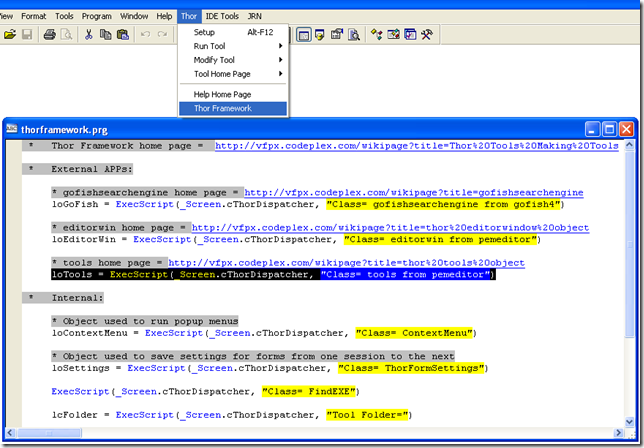 View Format Tools Program Window Help Thor IDE Tools JRN
Setup Alt-F12
Run Tool
Modify Tool
Tool Home Page
Help Home Page
Thor Framework
thorframework.prg
* Thor Framework home page = http://vfpx.codeplex.com/wikipage?title=Thor%20Tools%20Making%20Tools
* External APPs:
* gofishsearchengine home page = http://vfpx.codeplex.com/wikipage?title=gofishsearchengine
loGoFish = ExecScript(_Screen.cThorDispatcher, "Class= gofishsearchengine from gofish4")
* editorwin home page = http://vfpx.codeplex.com/wikipage?title=thor%20editorwindow%20object
loEditorWin = ExecScript(_Screen.cThorDispatcher, "Class= editorwin from pemeditor")
* tools home page = http://vfpx.codeplex.com/wikipage?title=thor%20tools%20object
loTools = ExecScript(_Screen.cThorDispatcher, "Class= tools from pemeditor")
* Internal:
* Object used to run popup menus
loContextMenu = ExecScript(_Screen.cThorDispatcher, "Class= ContextMenu")
* Object used to save settings for forms from one session to the next
loSettings = ExecScript(_Screen.cThorDispatcher, "Class= ThorFormSettings")
ExecScript(_Screen.cThorDispatcher, "Class= FindEXE")
lcFolder = ExecScript(_Screen.cThorDispatcher, "Tool Folder=")